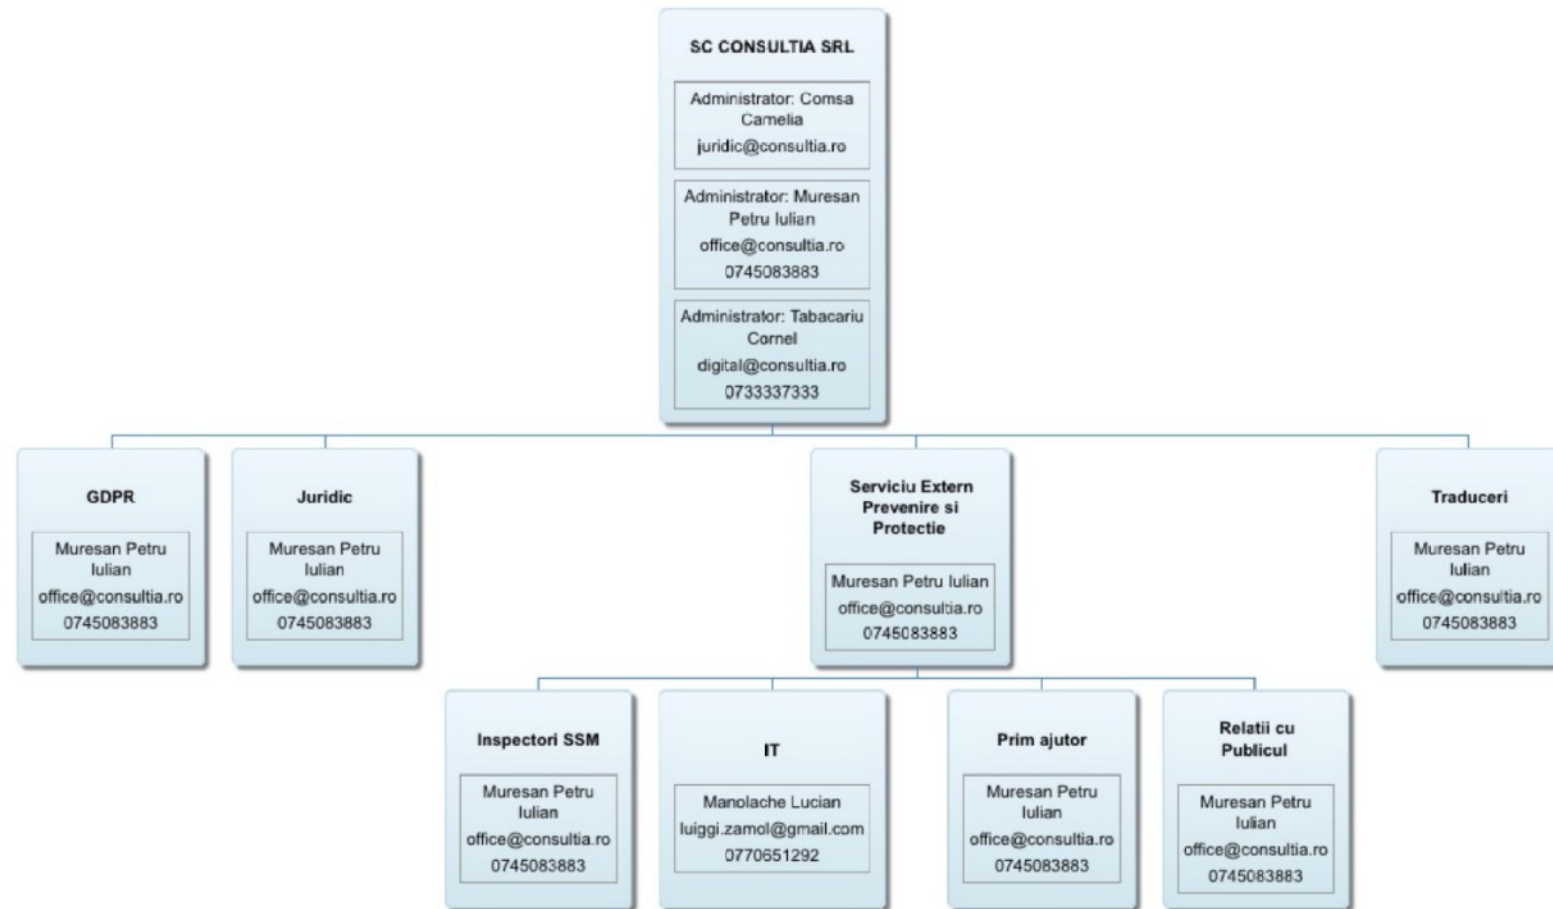 SC CONSULTIA SRL
Administrator: Comsa
Camelia
juridic@consultia.ro
Administrator: Muresan
Petru Iulian
office@consultia.ro
0745083883
Administrator: Tabacariu
Cornel
digital@consultia.ro
0733337333
GDPR
Muresan Petru
Iulian
office@consultia.ro
0745083883
Juridic
Muresan Petru
Iulian
office@consultia.ro
0745083883
Serviciu Extern
Prevenire si
Protectie
Muresan Petru Iulian
office@consultia.ro
0745083883
Traduceri
Muresan Petru
Iulian
office@consultia.ro
0745083883
Inspectori SSM
Muresan Petru
Iulian
office@consultia.ro
0745083883
IT
Manolache Lucian
luiggi.zamol@gmail.com
0770651292
Prim ajutor
Muresan Petru
Iulian
office@consultia.ro
0745083883
Relatii cu
Publicul
Muresan Petru
Iulian
office@consultia.ro
0745083883